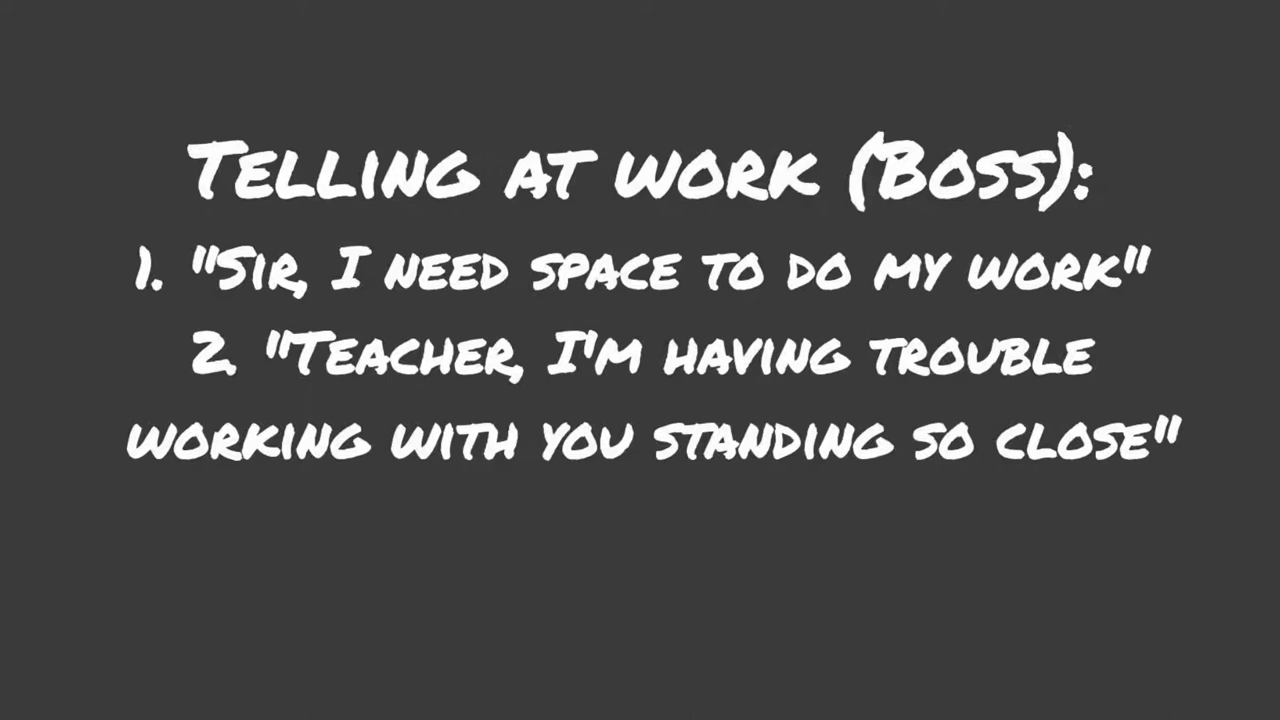 Telling at work (Boss):
1. "Sir, I need space to do my work"
2. "Teacher, I'm having trouble
working with you standing so close"